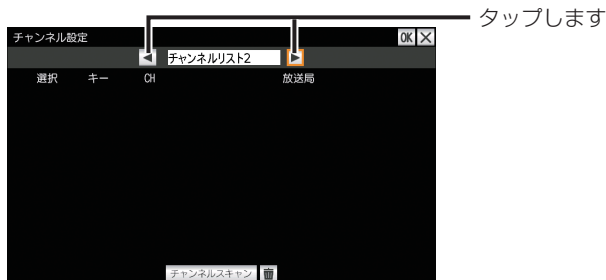 タップします
チャンネル設定 OK
チャンネルリスト2
選択 キー CH 放送局
チャンネルスキャン